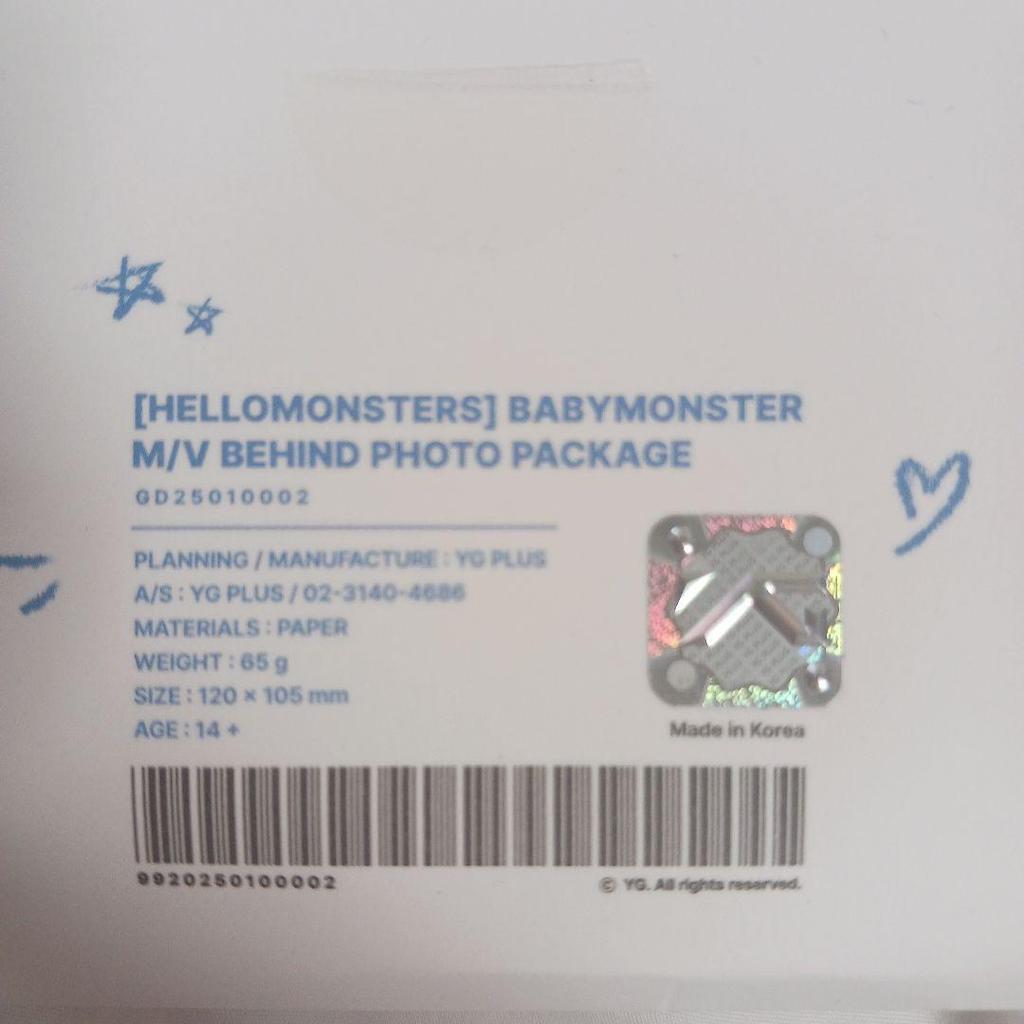 [HELLOMONSTERS] BABYMONSTER
M/V BEHIND PHOTO PACKAGE
GD25010002
PLANNING / MANUFACTURE : YG PLUS
A/S : YG PLUS / 02-3140-4686
MATERIALS : PAPER
WEIGHT : 65 g
SIZE : 120 × 105 mm
AGE : 14 +
Made in Korea
9920250100002
© YG. All rights reserved.